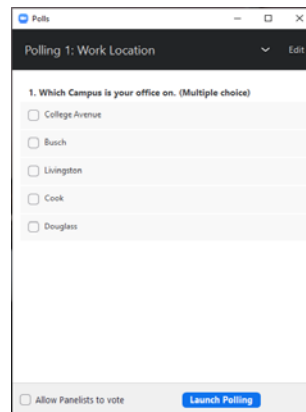 Polls
Polling 1: Work Location
Edit
1. Which Campus is your office on. (Multiple choice)
College Avenue
Busch
Livingston
Cook
Douglass
Allow Panelists to vote
Launch Polling